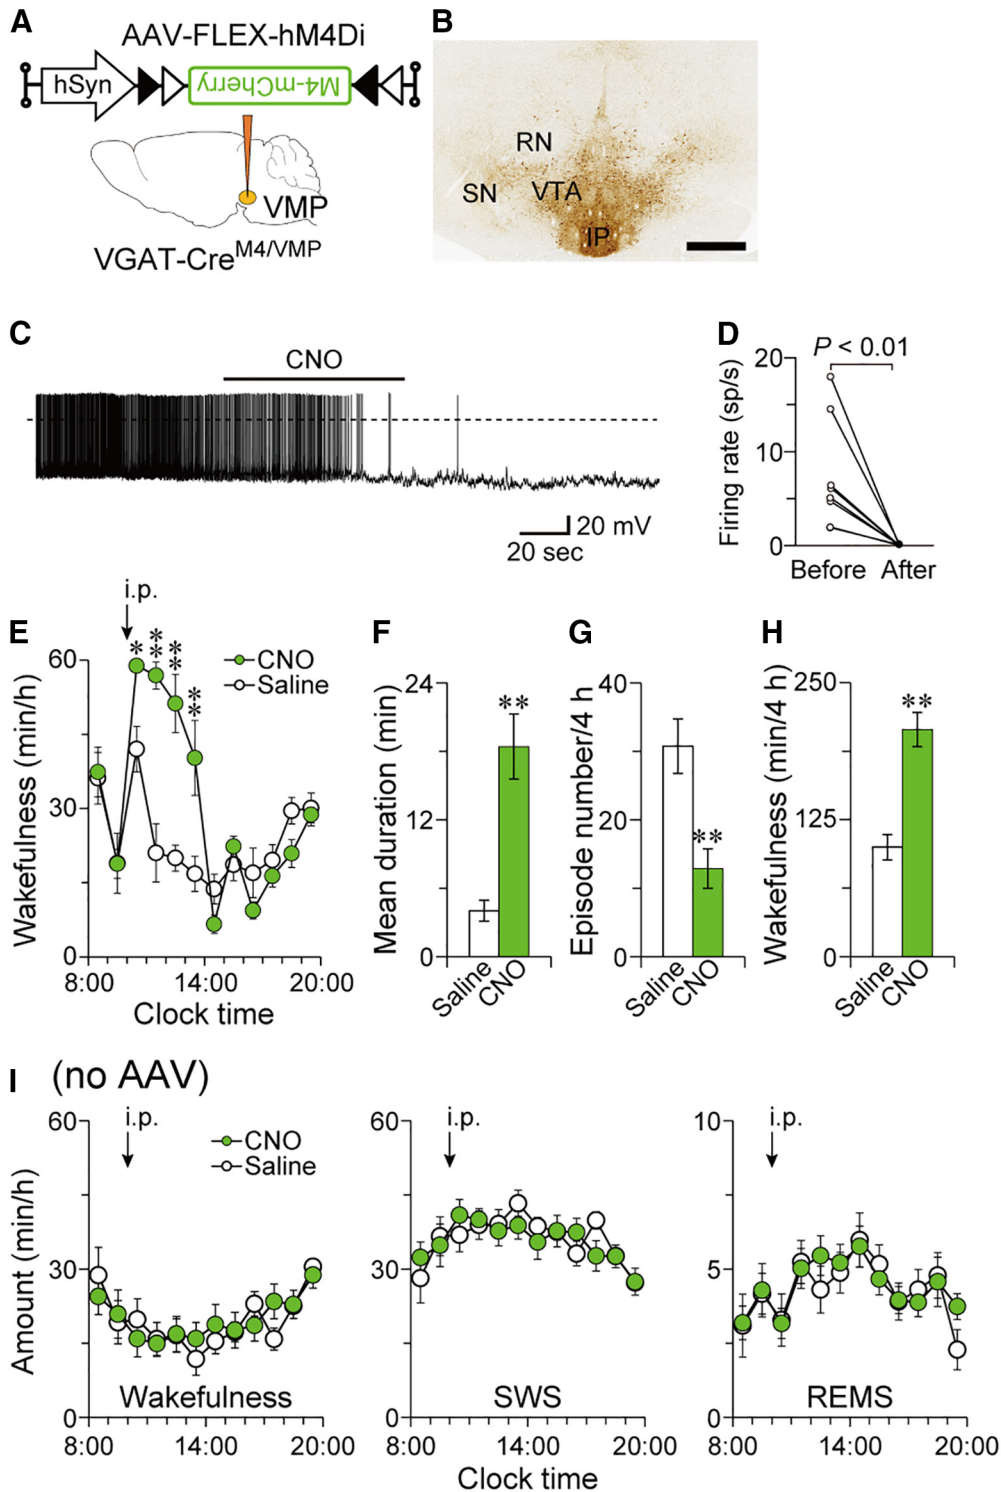 A
AAV-FLEX-hM4Di
hSyn
M4-mCherry
VMP
VGAT-Cre^M4/VMP
B
RN
SN
VTA
IP
C
CNO
20 mV
20 sec
D
P < 0.01
Firing rate (sp/s)
20
10
0
Before After
E
i.p.
* ** ** **
CNO
Saline
Wakefulness (min/h)
60
30
0
8:00 14:00 20:00
Clock time
F
Mean duration (min)
24
12
0
**
Saline
CNO
G
Episode number/4 h
40
20
0
**
Saline
CNO
H
Wakefulness (min/4 h)
250
125
0
**
Saline
CNO
I
(no AAV)
Amount (min/h)
60
30
0
i.p.
CNO
Saline
Wakefulness
8:00 14:00 20:00
60
30
0
i.p.
SWS
8:00 14:00 20:00
10
5
0
i.p.
REMS
8:00 14:00 20:00
Clock time